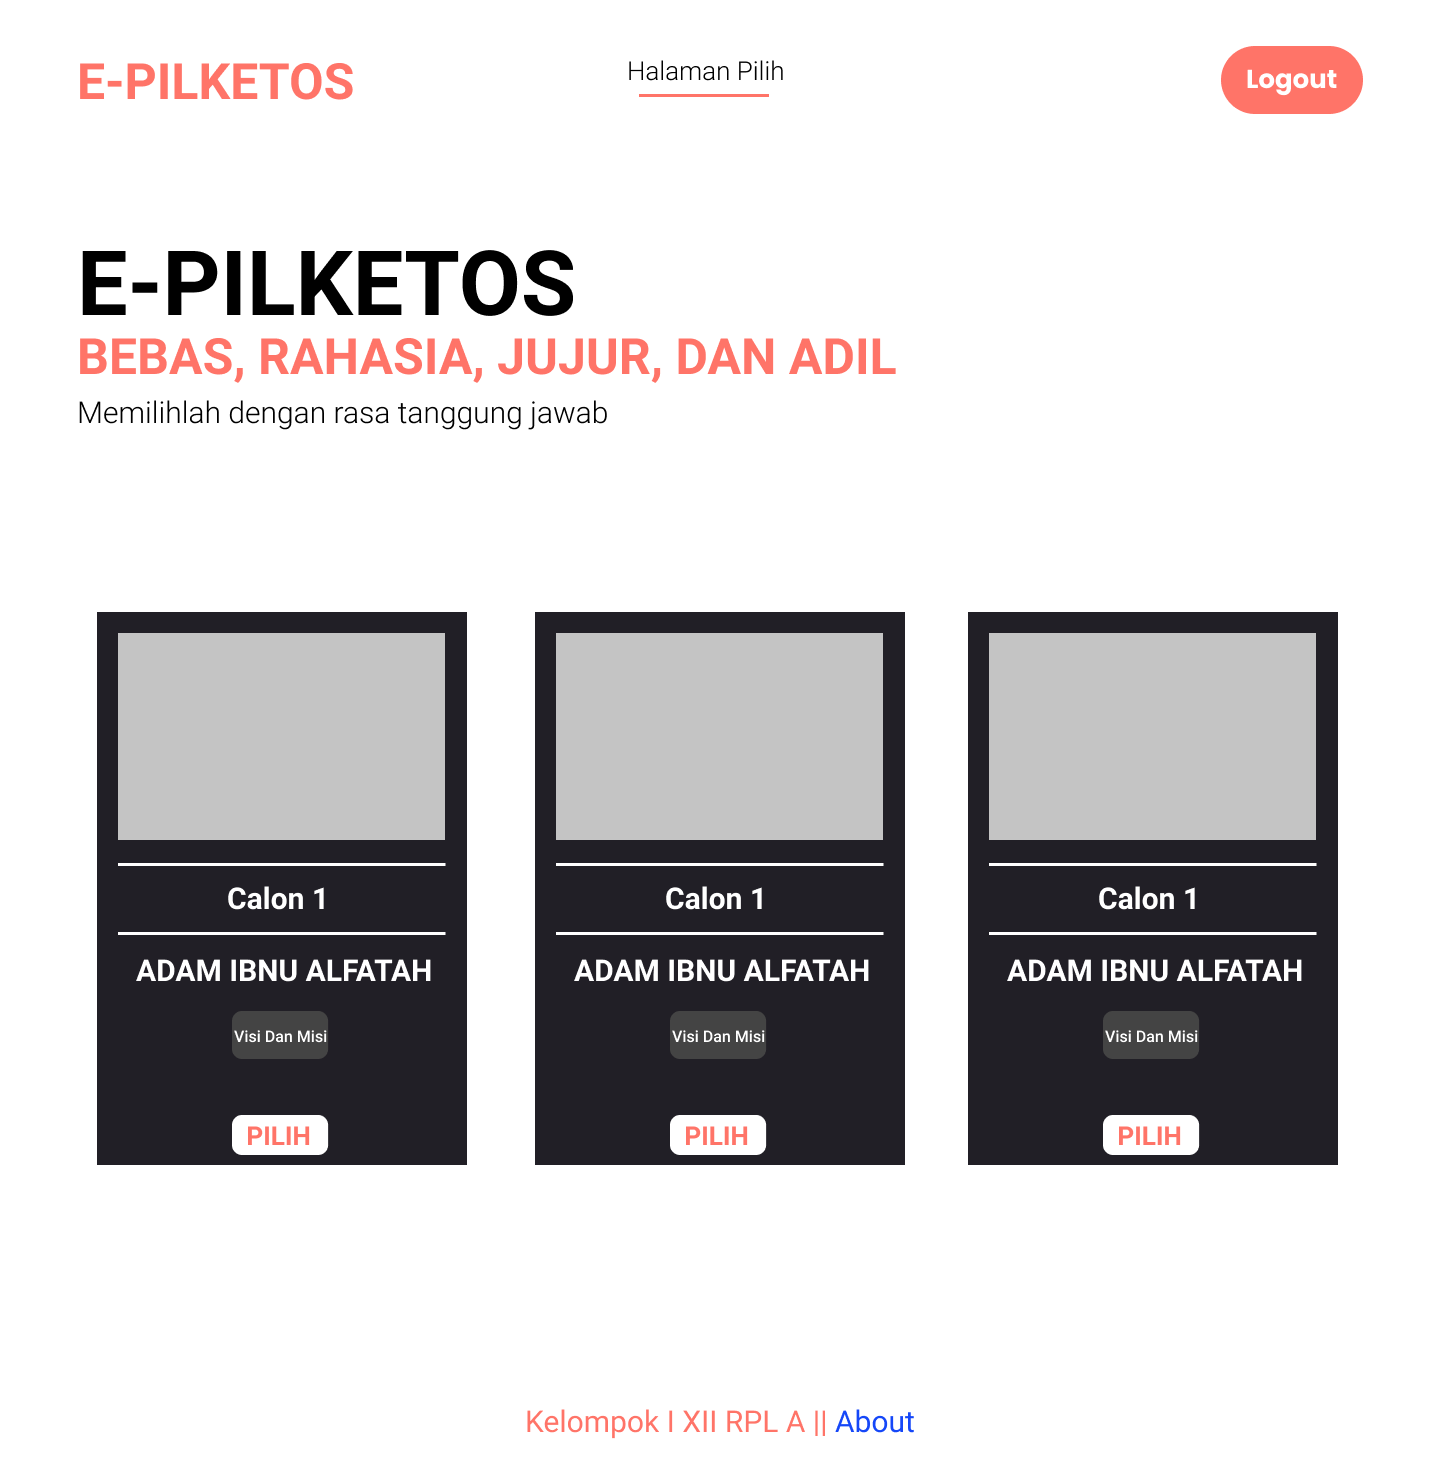 E-PILKETOS
Halaman Pilih
Logout
E-PILKETOS
BEBAS, RAHASIA, JUJUR, DAN ADIL
Memilihlah dengan rasa tanggung jawab
Calon 1
ADAM IBNU ALFATAH
Visi Dan Misi
PILIH
Calon 1
ADAM IBNU ALFATAH
Visi Dan Misi
PILIH
Calon 1
ADAM IBNU ALFATAH
Visi Dan Misi
PILIH
Kelompok I XII RPL A || About